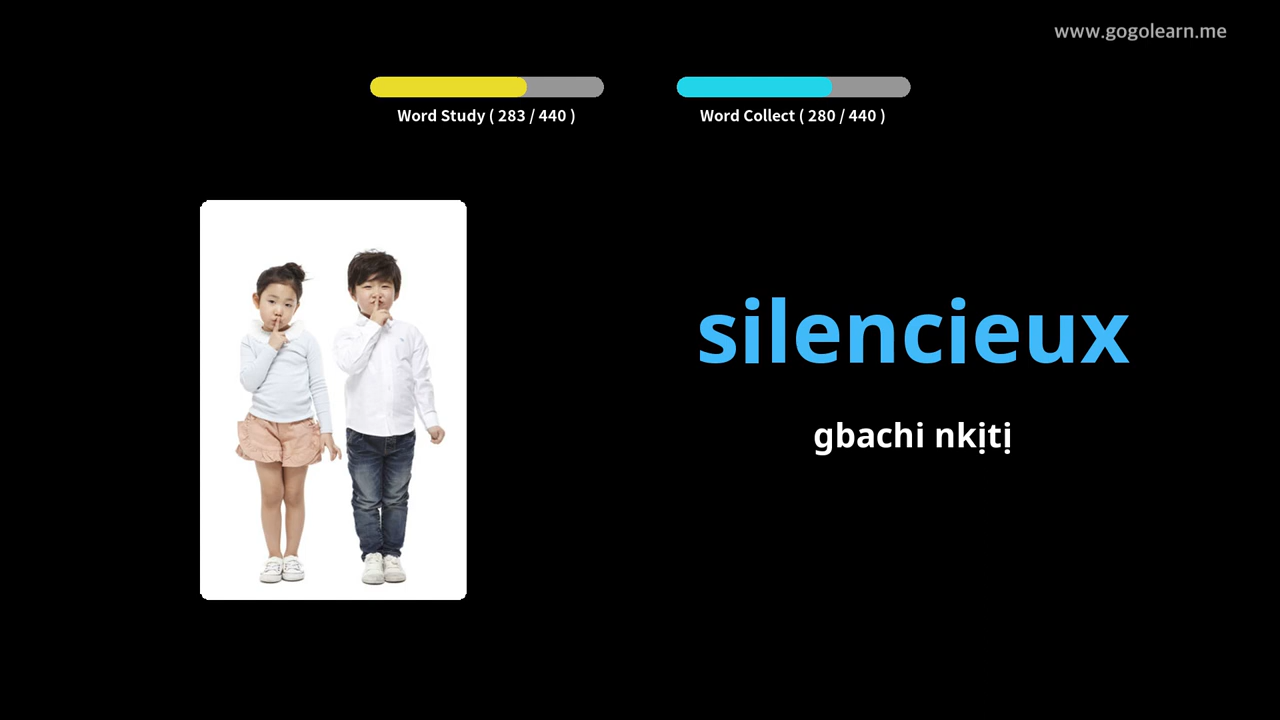 www.gogolearn.me
Word Study ( 283 / 440 )
Word Collect ( 280 / 440 )
silencieux
gbachi nkịtị